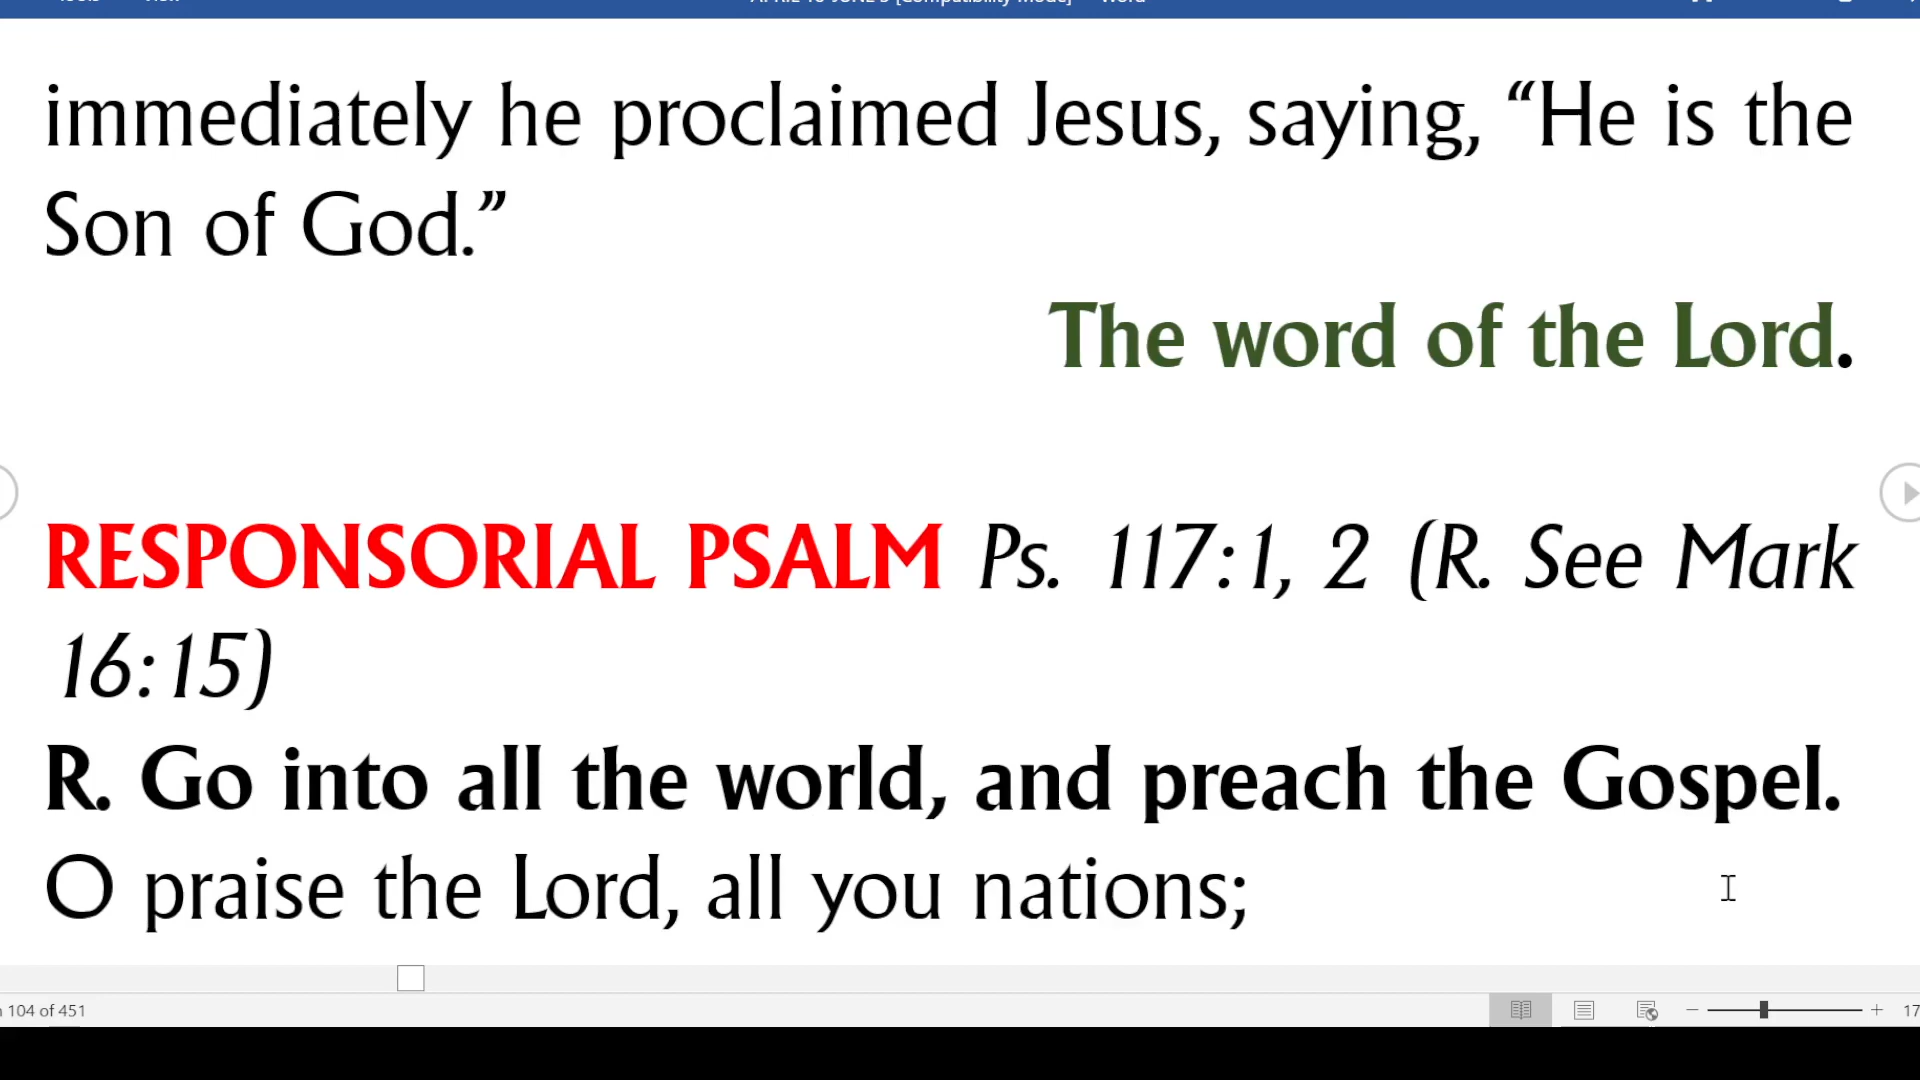 immediately he proclaimed Jesus, saying, “He is the
Son of God.”
The word of the Lord.
RESPONSORIAL PSALM Ps. 117:1, 2 (R. See Mark
16:15)
R. Go into all the world, and preach the Gospel.
O praise the Lord, all you nations;
104 of 451
17